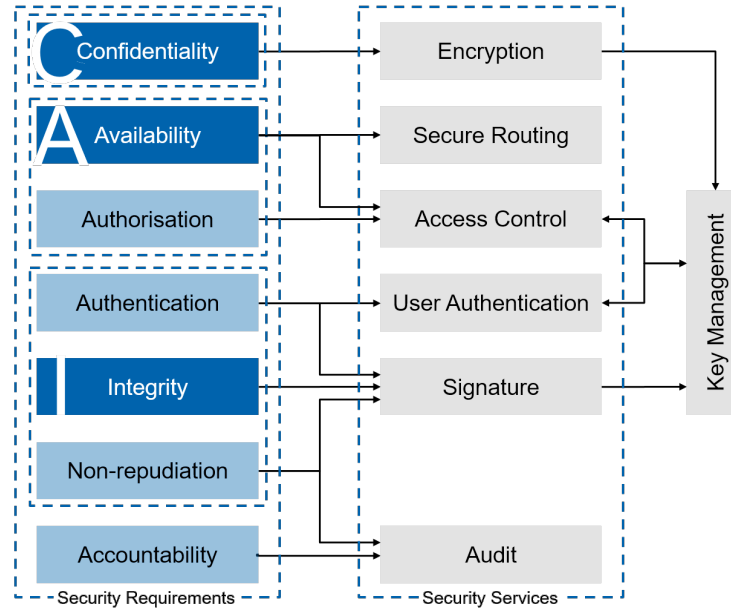 Confidentiality
Encryption
Availability
Secure Routing
Authorisation
Access Control
Authentication
User Authentication
Integrity
Signature
Non-repudiation
Accountability
Audit
Key Management
Security Requirements
Security Services
C
A
I